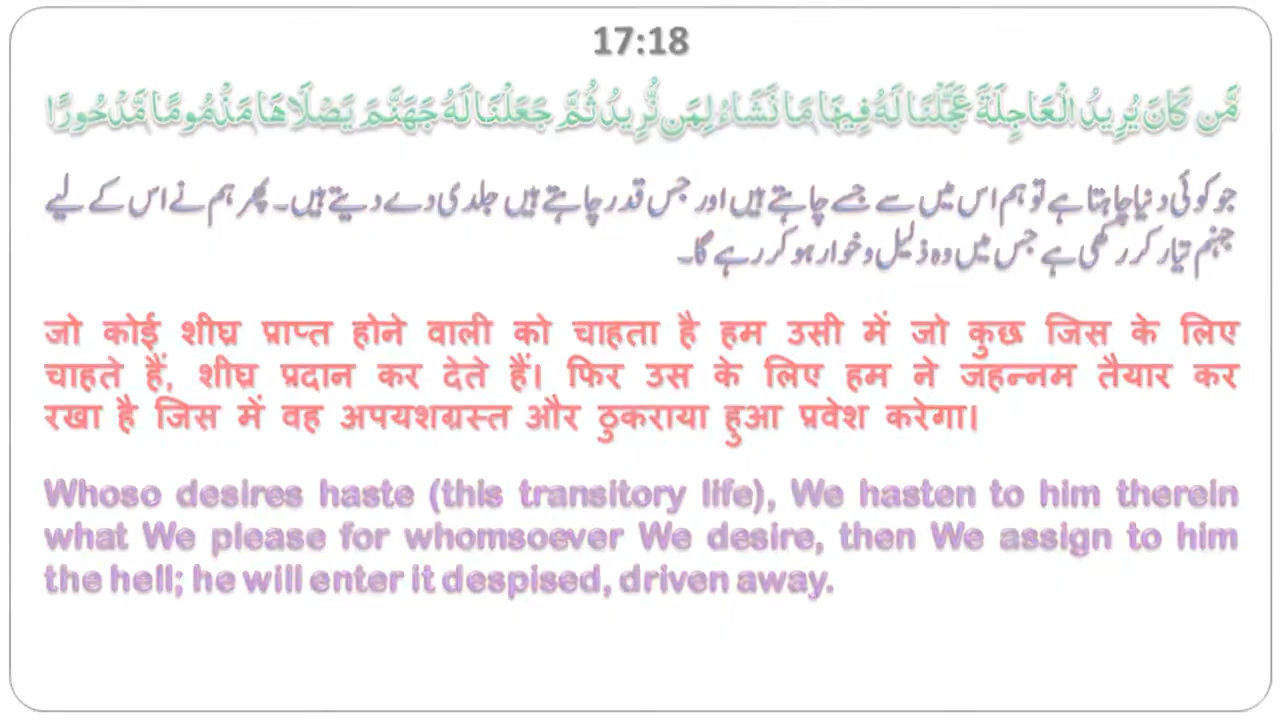 17:18
مَّن كَانَ يُرِيدُ الْعَاجِلَةَ عَجَّلْنَا لَهُ فِيهَا مَا نَشَاءُ لِمَن نُّرِيدُ ثُمَّ جَعَلْنَا لَهُ جَهَنَّمَ يَصْلَاهَا مَذْمُومًا مَّدْحُورًا
جو کوئی دنیا چاہتا ہے تو ہم اس میں سے جسے چاہتے ہیں اور جس قدر چاہتے ہیں جلدی دے دیتے ہیں۔ پھر ہم نے اس کے لیے
جہنم تیار کر رکھی ہے جس میں وہ ذلیل و خوار ہو کر رہے گا۔
जो कोई शीघ्र प्राप्त होने वाली को चाहता है हम उसी में जो कुछ जिस के लिए
चाहते हैं, शीघ्र प्रदान कर देते हैं। फिर उस के लिए हम ने जहन्नम तैयार कर
रखा है जिस में वह अपयशग्रस्त और ठुकराया हुआ प्रवेश करेगा।
Whoso desires haste (this transitory life), We hasten to him therein
what We please for whomsoever We desire, then We assign to him
the hell; he will enter it despised, driven away.